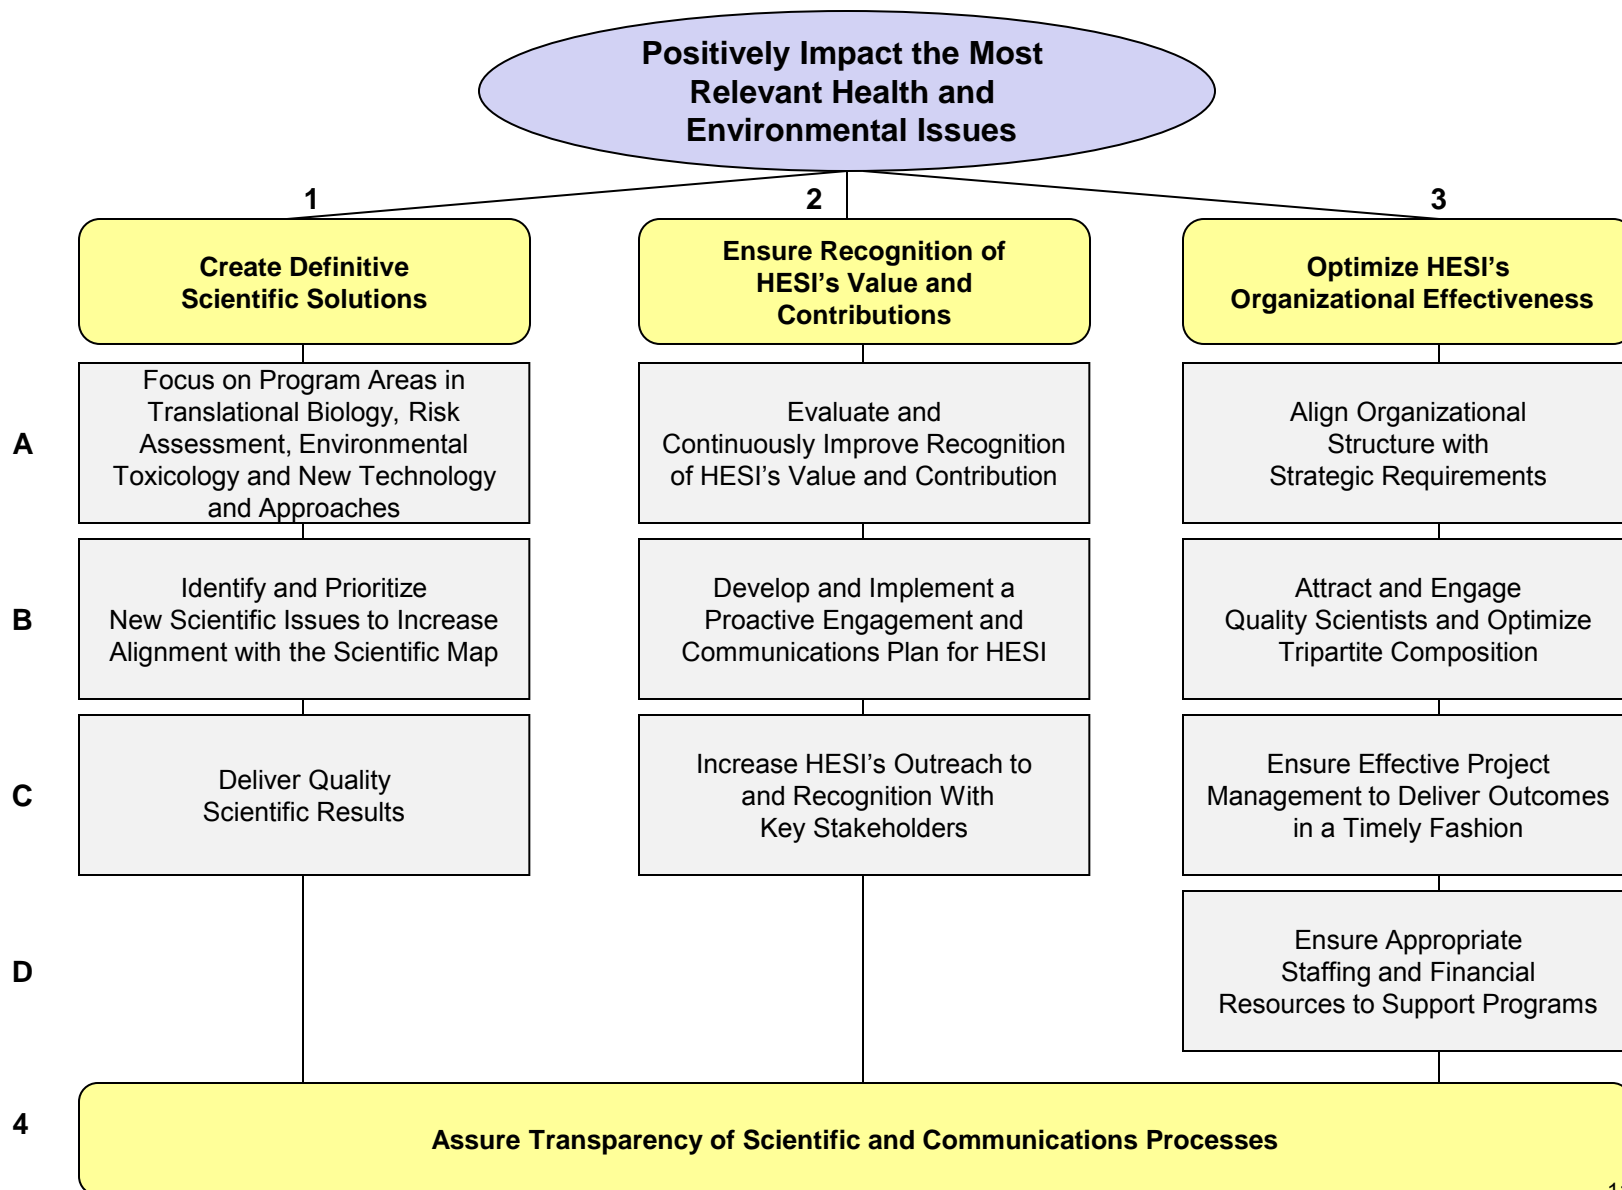 Positively Impact the Most
Relevant Health and
Environmental Issues
1
2
3
Create Definitive
Scientific Solutions
Ensure Recognition of
HESI’s Value and
Contributions
Optimize HESI’s
Organizational Effectiveness
A
Focus on Program Areas in
Translational Biology, Risk
Assessment, Environmental
Toxicology and New Technology
and Approaches
Evaluate and
Continuously Improve Recognition
of HESI’s Value and Contribution
Align Organizational
Structure with
Strategic Requirements
B
Identify and Prioritize
New Scientific Issues to Increase
Alignment with the Scientific Map
Develop and Implement a
Proactive Engagement and
Communications Plan for HESI
Attract and Engage
Quality Scientists and Optimize
Tripartite Composition
C
Deliver Quality
Scientific Results
Increase HESI’s Outreach to
and Recognition With
Key Stakeholders
Ensure Effective Project
Management to Deliver Outcomes
in a Timely Fashion
D
Ensure Appropriate
Staffing and Financial
Resources to Support Programs
4
Assure Transparency of Scientific and Communications Processes